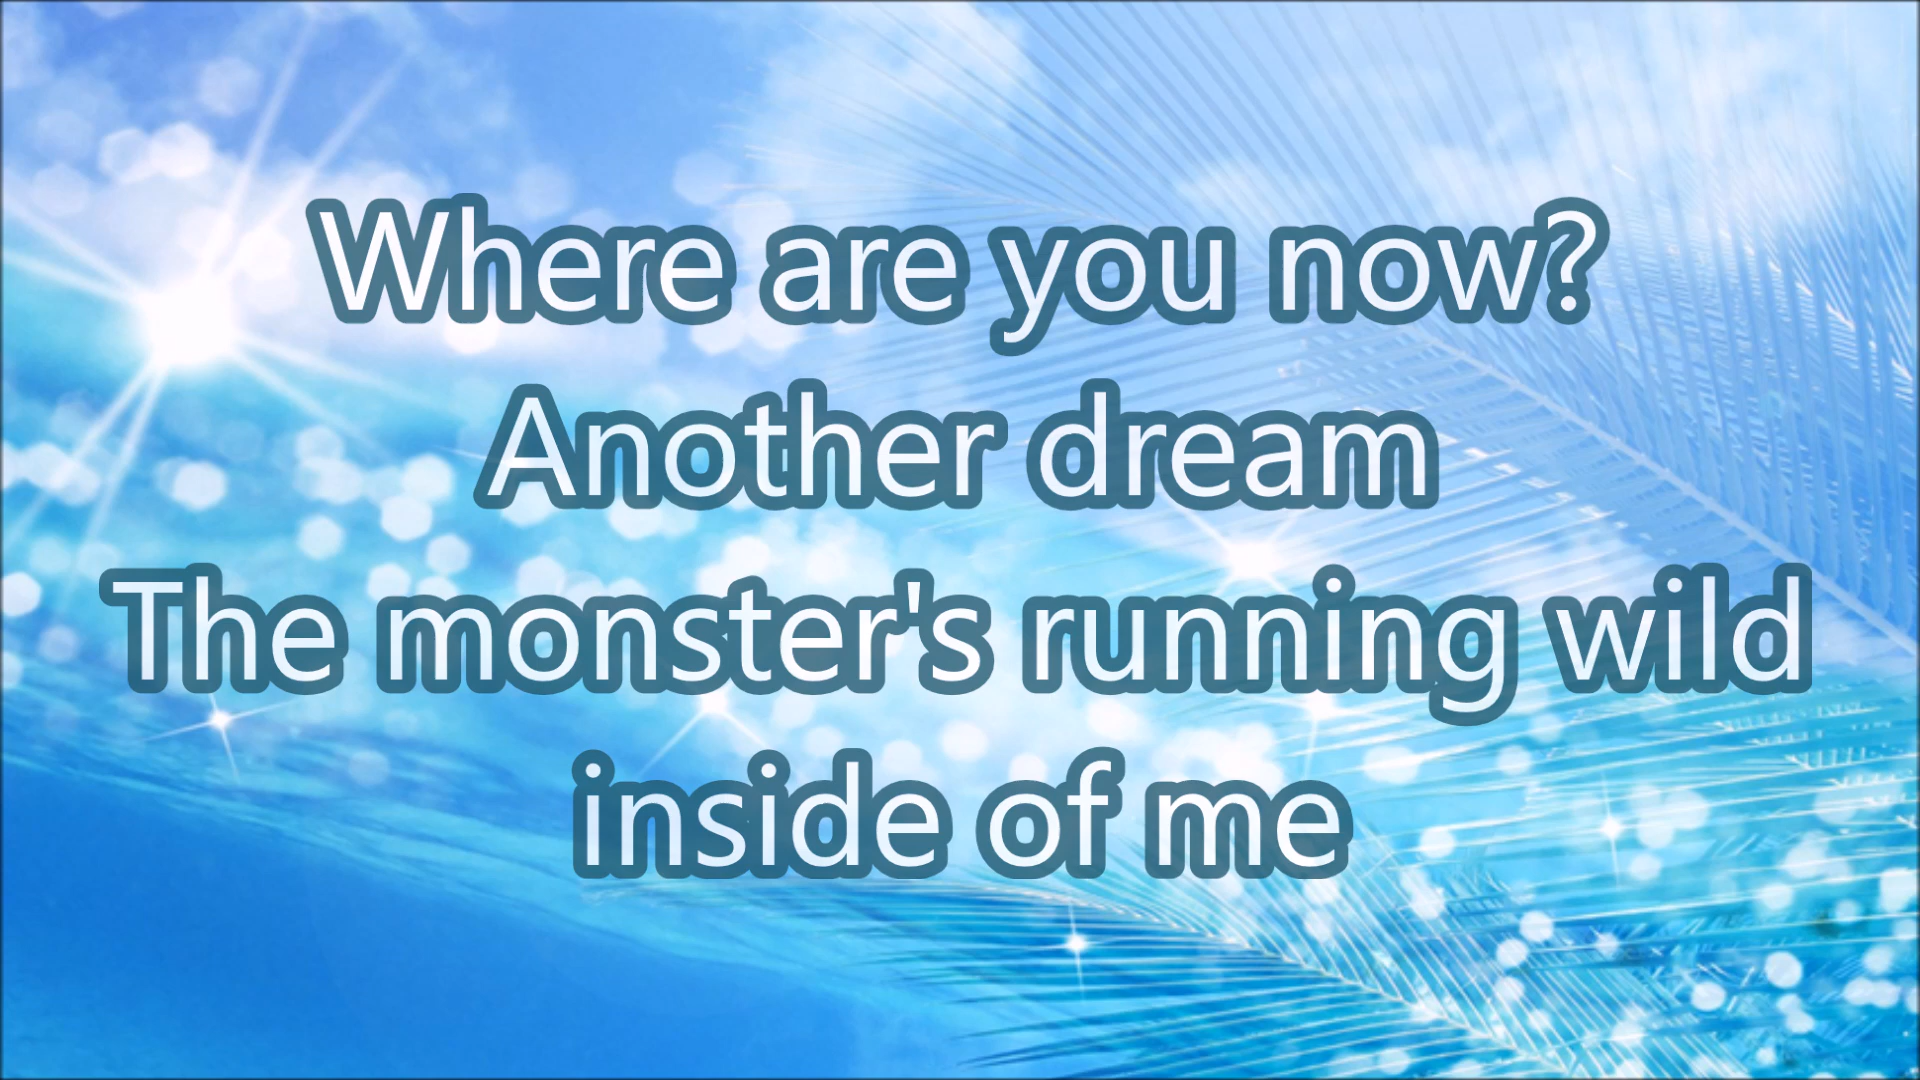 Where are you now?
Another dream
The monster's running wild
inside of me